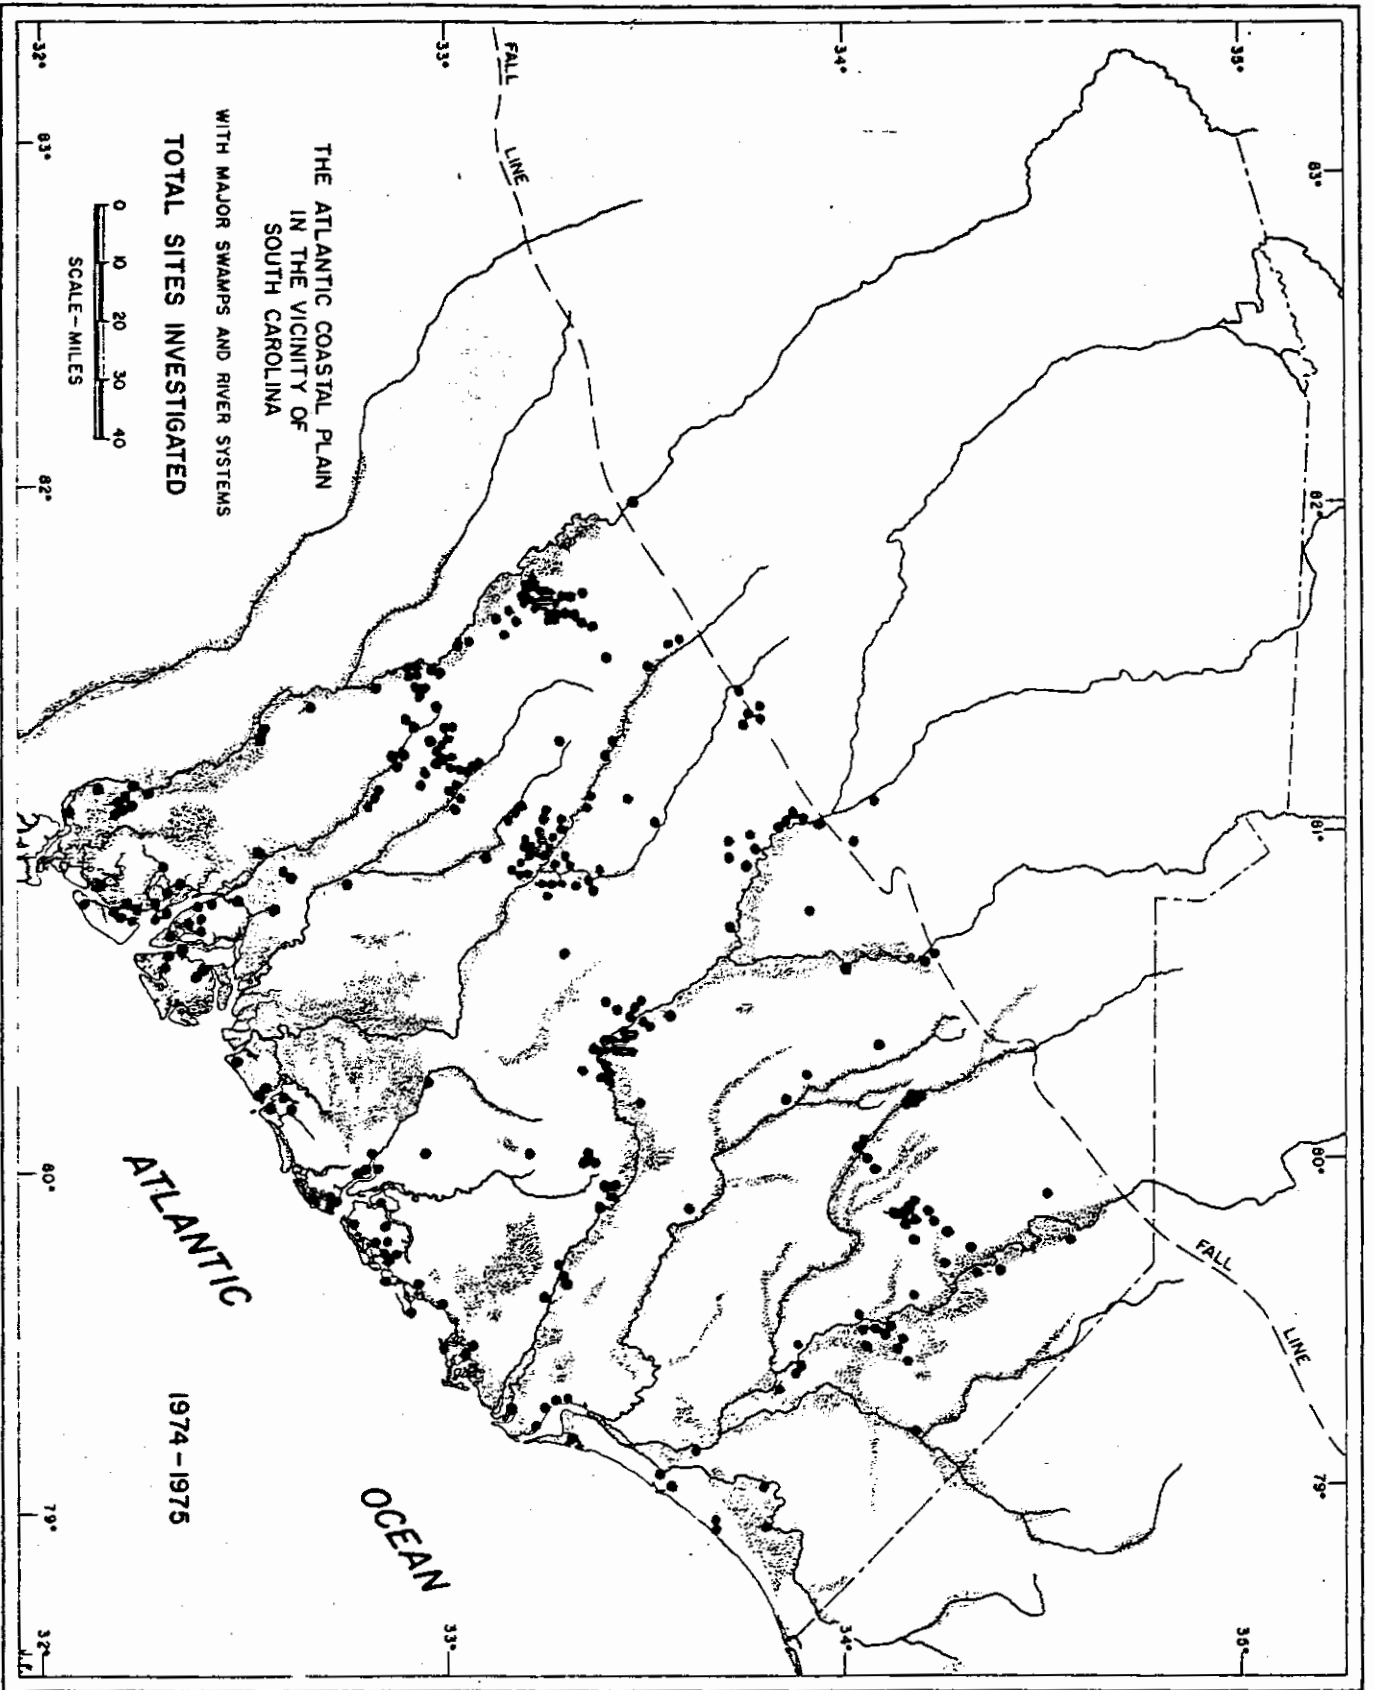 35°
34°
33°
32°
83°
82°
81°
80°
79°
83°
82°
80°
79°
35°
34°
33°
32°
FALL
LINE
FALL
LINE
THE ATLANTIC COASTAL PLAIN
IN THE VICINITY OF
SOUTH CAROLINA
WITH MAJOR SWAMPS AND RIVER SYSTEMS
TOTAL SITES INVESTIGATED
0 10 20 30 40
SCALE-MILES
ATLANTIC
OCEAN
1974-1975